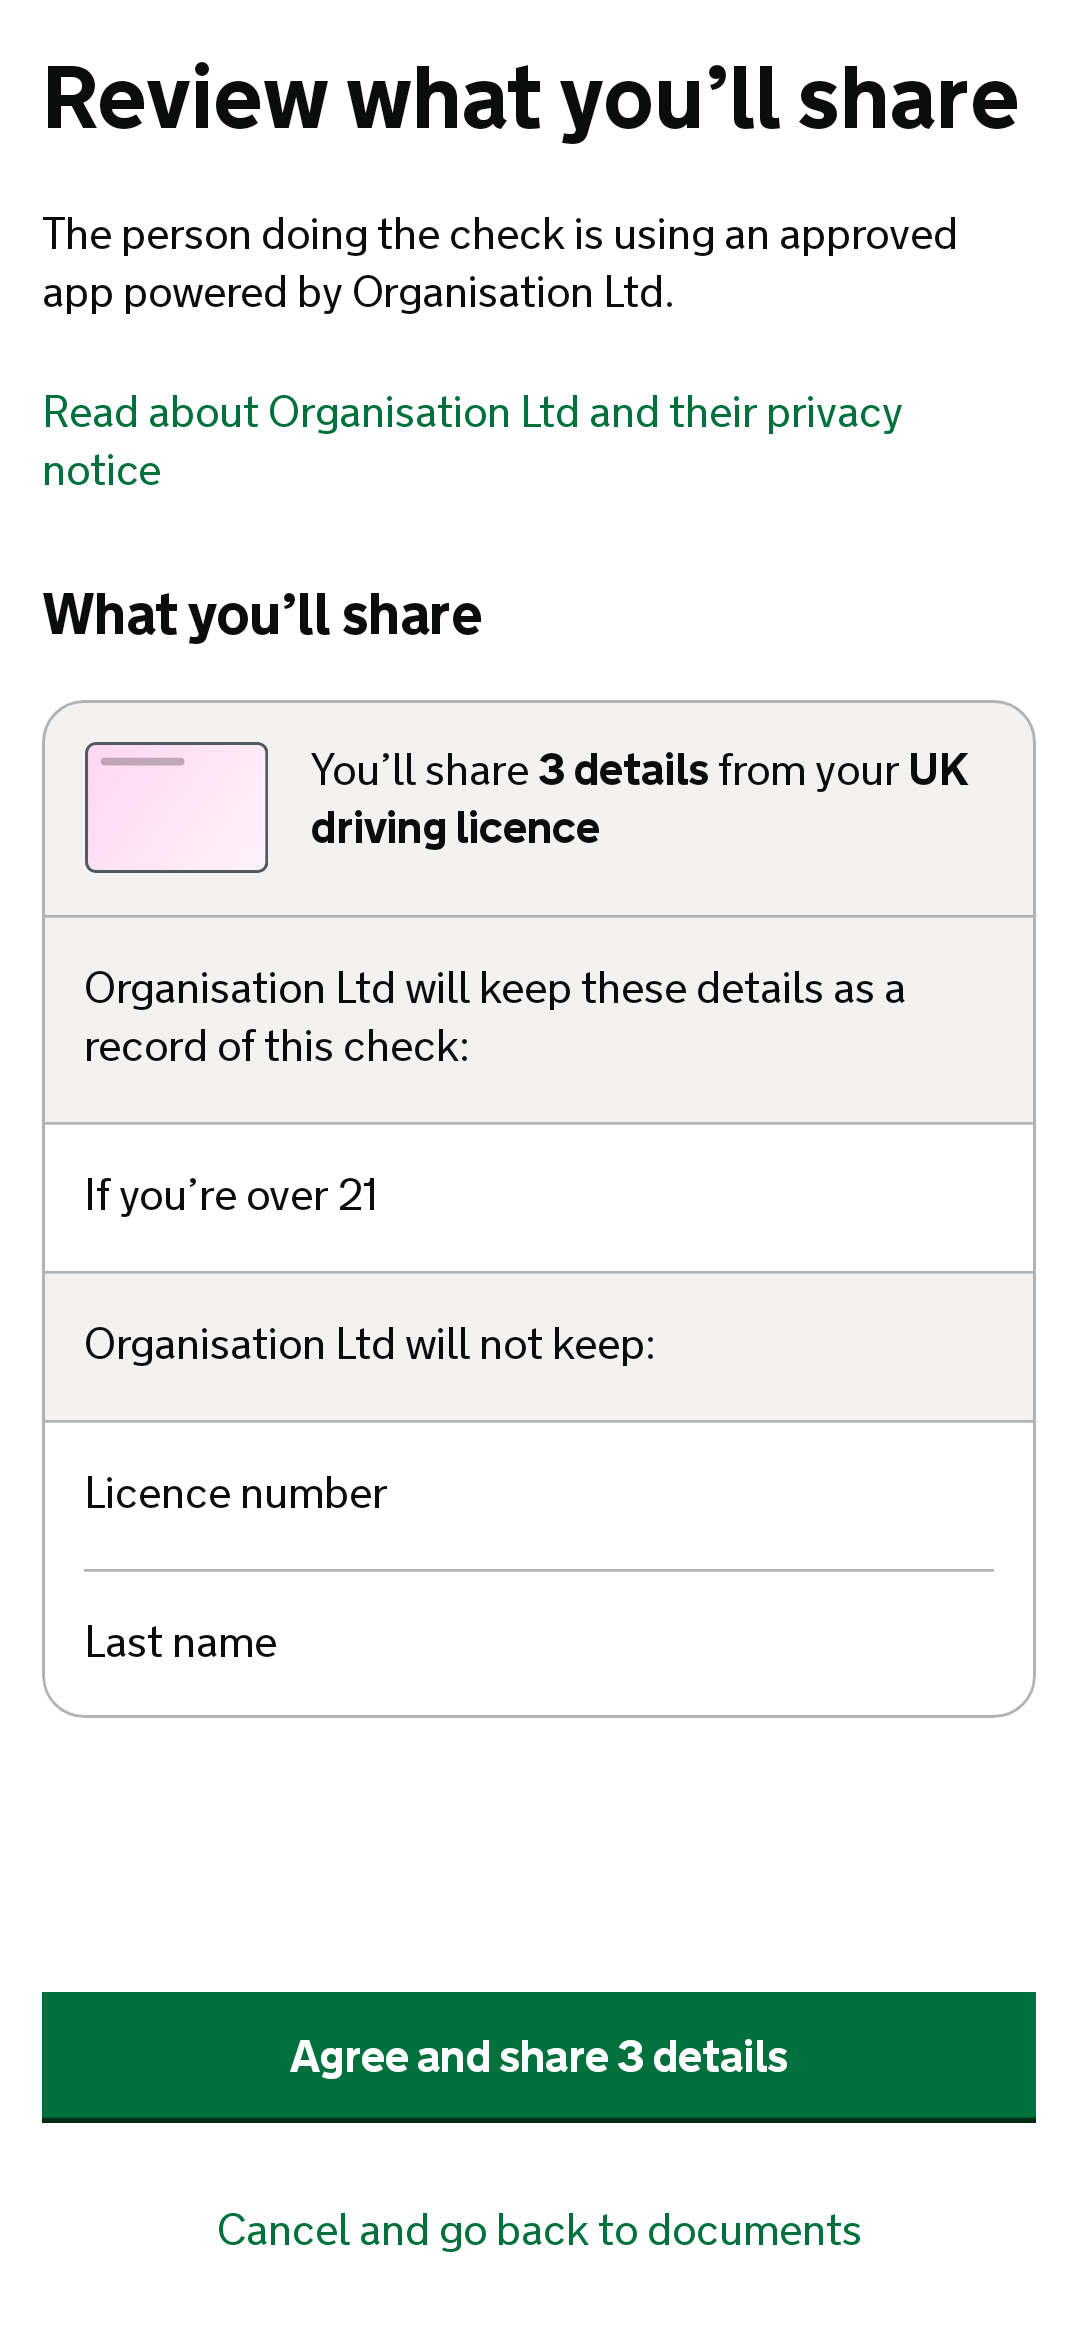 Review what you’ll share
The person doing the check is using an approved
app powered by Organisation Ltd.
Read about Organisation Ltd and their privacy
notice
What you’ll share
You’ll share 3 details from your UK
driving licence
Organisation Ltd will keep these details as a
record of this check:
If you’re over 21
Organisation Ltd will not keep:
Licence number
Last name
Agree and share 3 details
Cancel and go back to documents